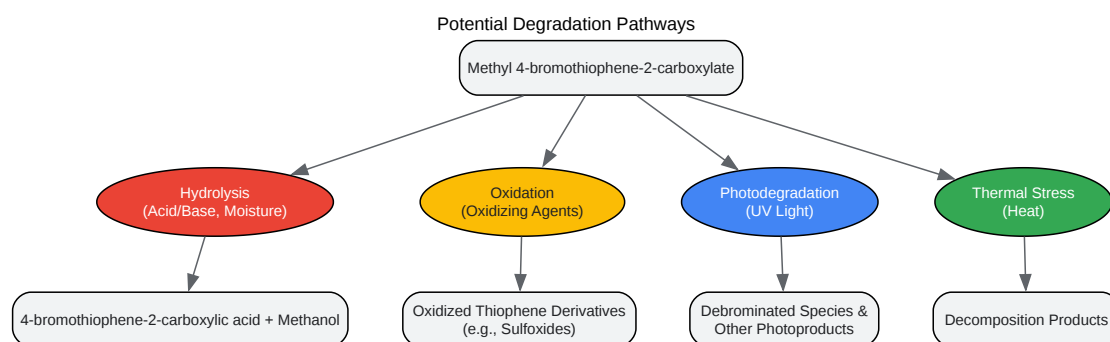 Potential Degradation Pathways
Methyl 4-bromothiophene-2-carboxylate
Hydrolysis
(Acid/Base, Moisture)
Oxidation
(Oxidizing Agents)
Photodegradation
(UV Light)
Thermal Stress
(Heat)
4-bromothiophene-2-carboxylic acid + Methanol
Oxidized Thiophene Derivatives
(e.g., Sulfoxides)
Debrominated Species &
Other Photoproducts
Decomposition Products